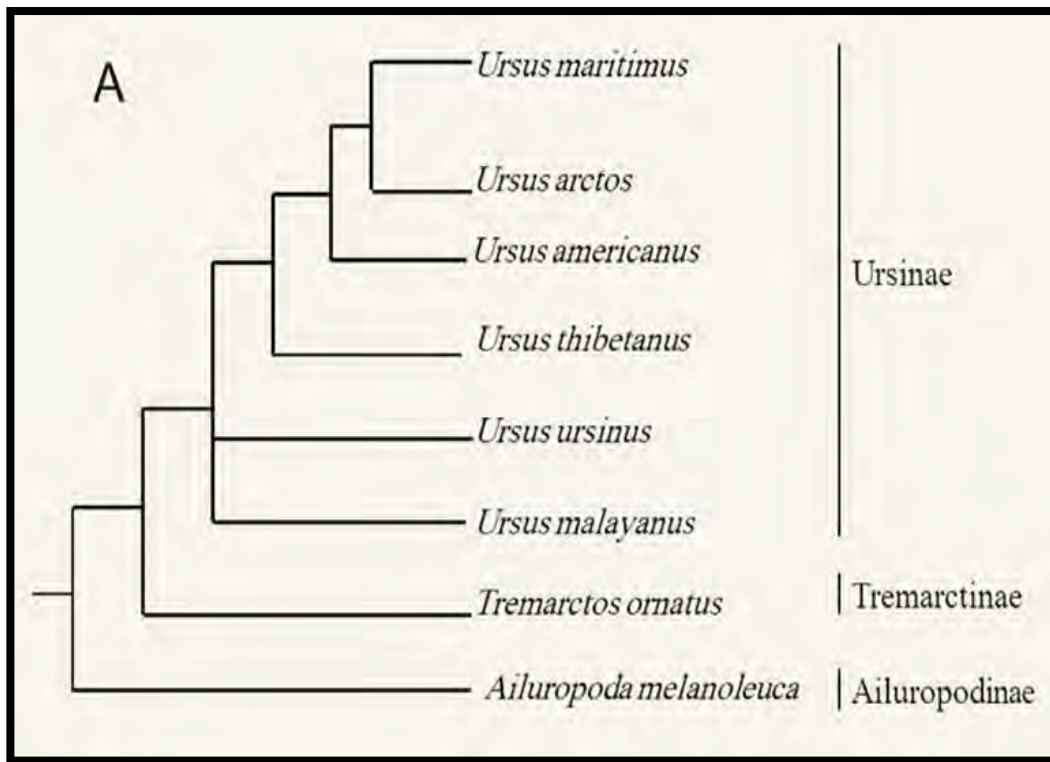 A
Ursus maritimus
Ursus arctos
Ursus americanus
Ursinae
Ursus thibetanus
Ursus ursinus
Ursus malayanus
Tremarctos ornatus
Tremarctinae
Ailuropoda melanoleuca
Ailuropodinae